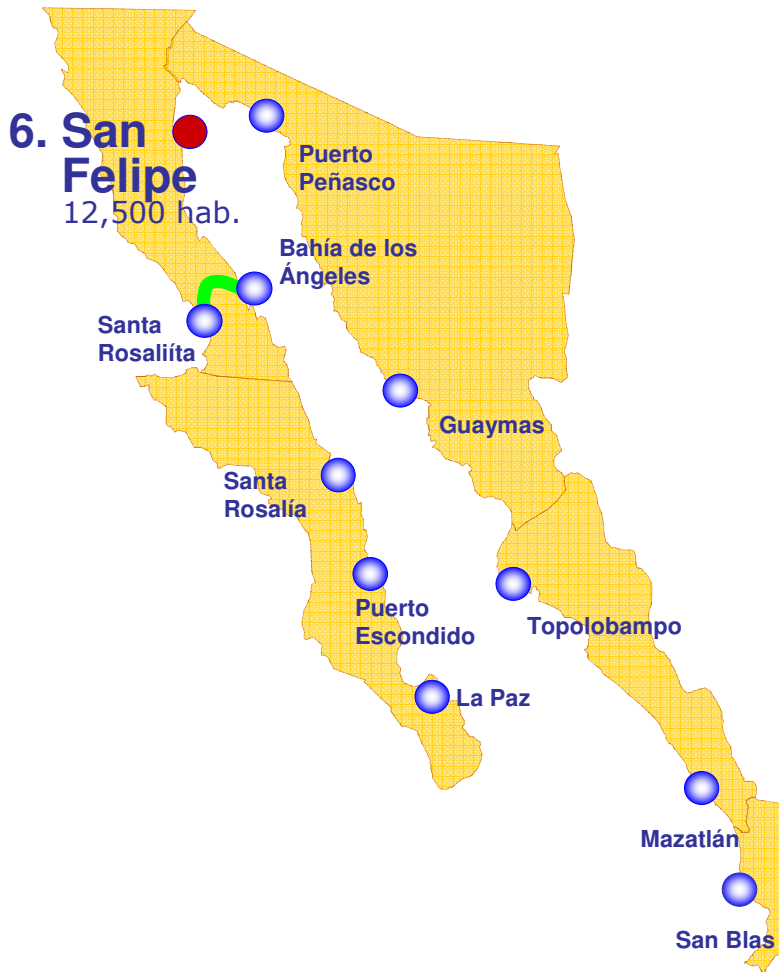 6. San
Felipe
12,500 hab.
Puerto
Peñasco
Bahía de los
Ángeles
Santa
Rosaliíta
Guaymas
Santa
Rosalía
Puerto
Escondido
Topolobampo
La Paz
Mazatlán
San Blas